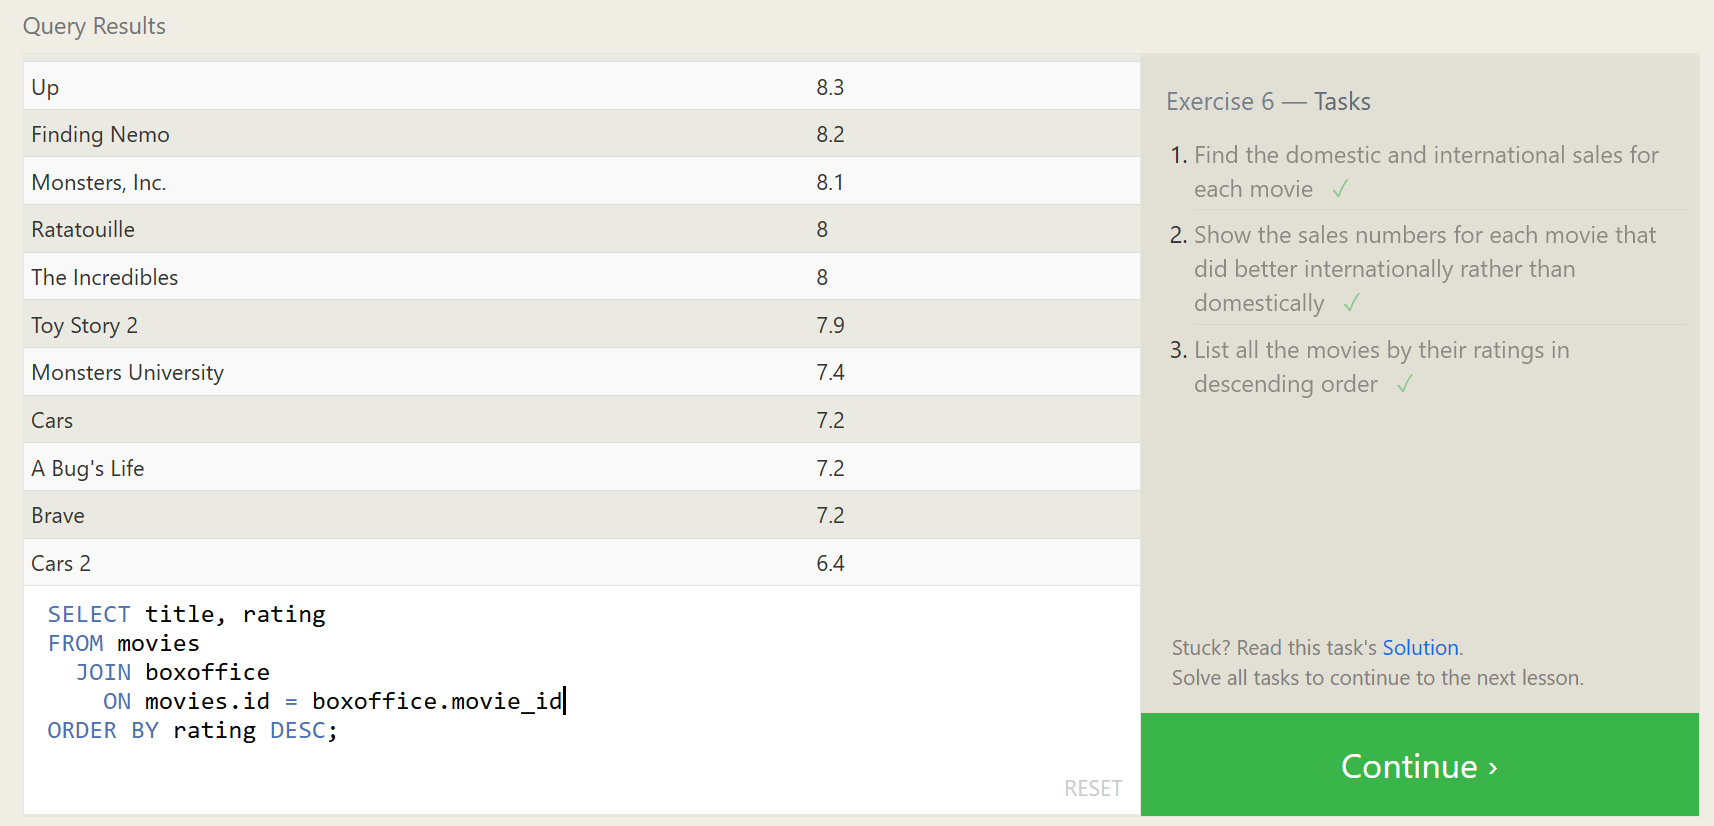 Query Results
Up 8.3
Finding Nemo 8.2
Monsters, Inc. 8.1
Ratatouille 8
The Incredibles 8
Toy Story 2 7.9
Monsters University 7.4
Cars 7.2
A Bug's Life 7.2
Brave 7.2
Cars 2 6.4
SELECT title, rating
FROM movies
  JOIN boxoffice
    ON movies.id = boxoffice.movie_id
ORDER BY rating DESC;
RESET
Exercise 6 — Tasks
1. Find the domestic and international sales for
each movie ✓
2. Show the sales numbers for each movie that
did better internationally rather than
domestically ✓
3. List all the movies by their ratings in
descending order ✓
Stuck? Read this task's Solution.
Solve all tasks to continue to the next lesson.
Continue ›